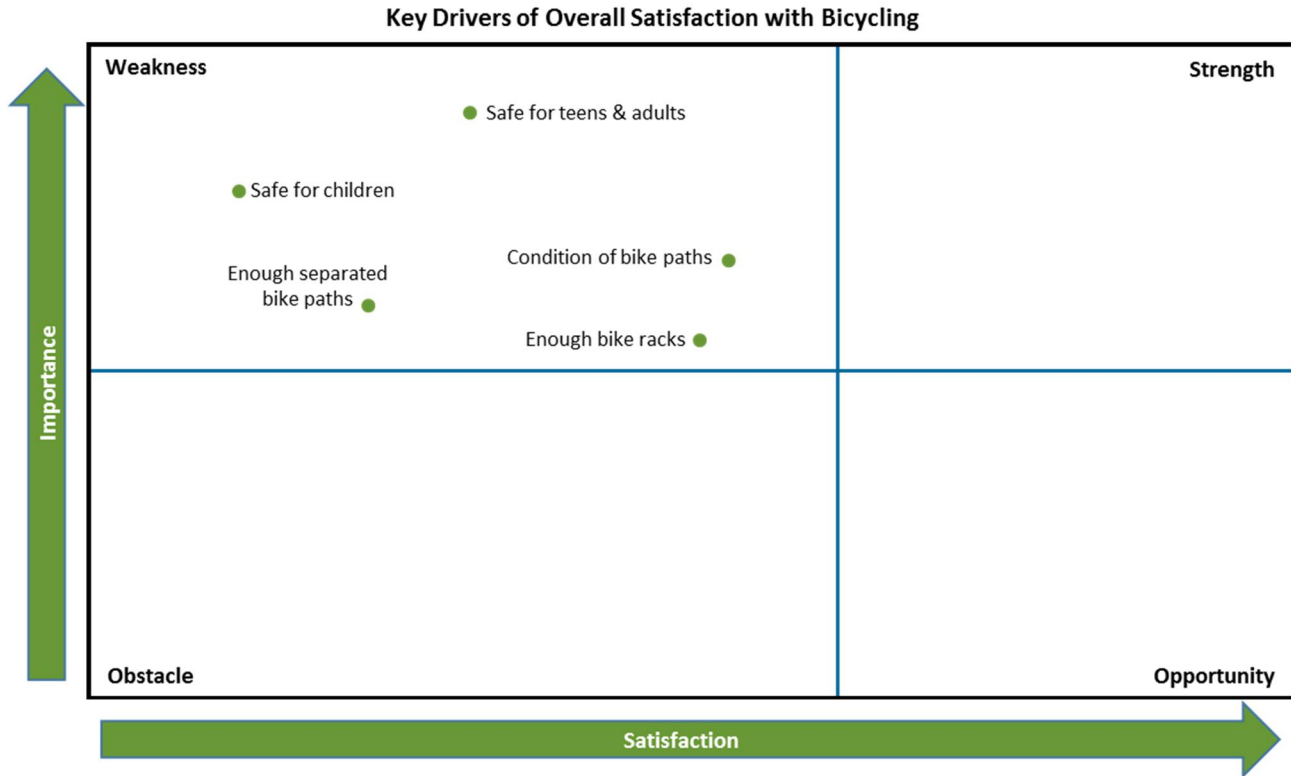 Key Drivers of Overall Satisfaction with Bicycling
Weakness
Strength
Safe for teens & adults
Safe for children
Condition of bike paths
Enough separated
bike paths
Enough bike racks
Importance
Obstacle
Opportunity
Satisfaction